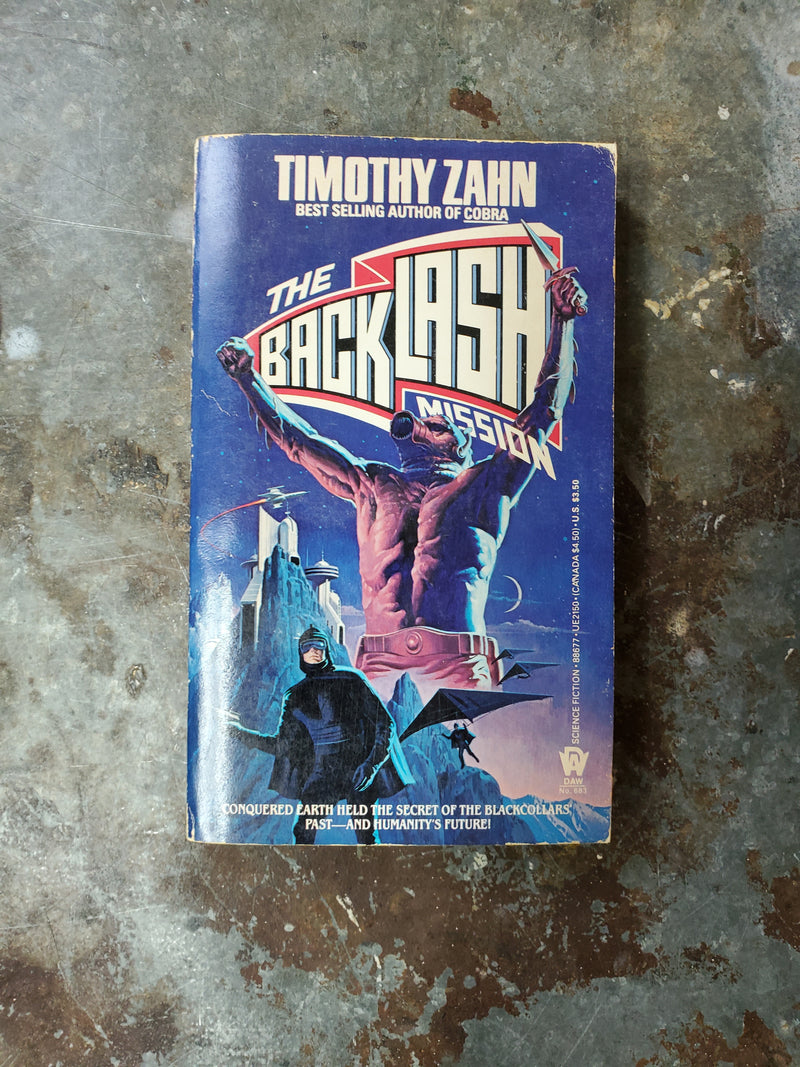 TIMOTHY ZAHN
BEST SELLING AUTHOR OF COBRA
THE
BACKLASH
MISSION
SCIENCE FICTION • 88677 • UE2150 • (CANADA $4.50) • U.S. $3.50
DAW
No. 683
CONQUERED EARTH HELD THE SECRET OF THE BLACKCOLLARS'
PAST—AND HUMANITY'S FUTURE!